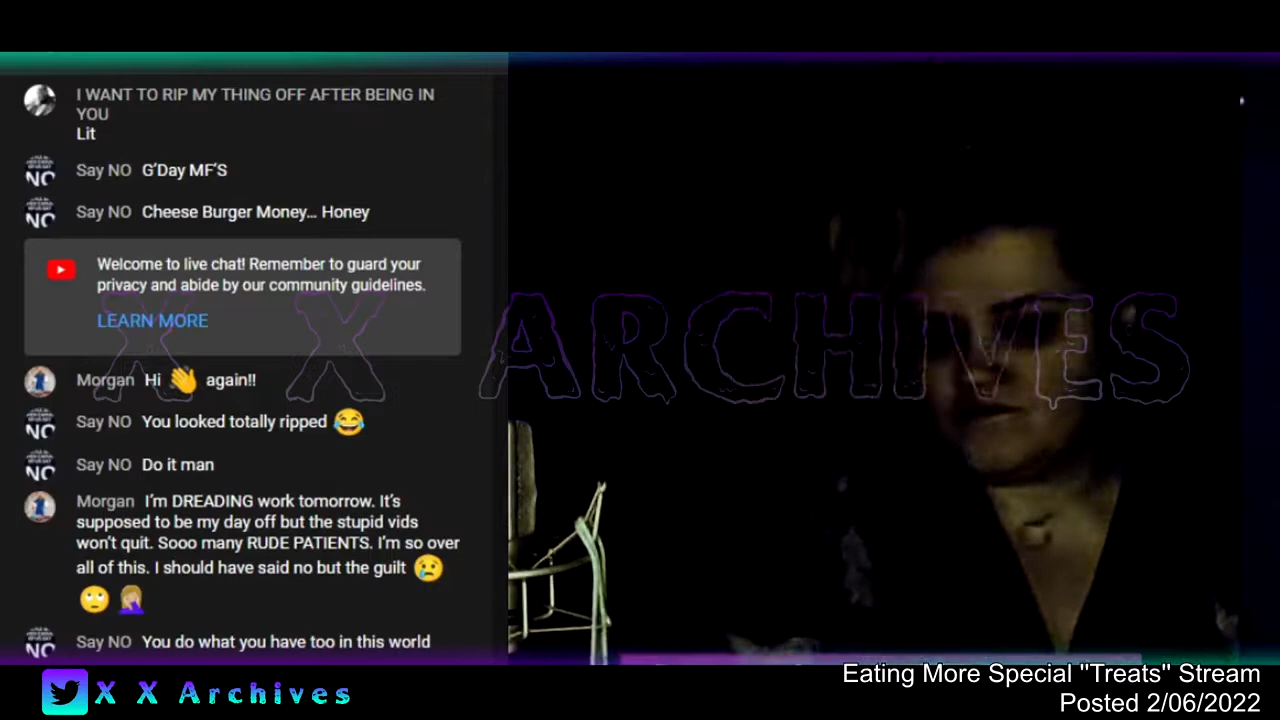 I WANT TO RIP MY THING OFF AFTER BEING IN
YOU
Lit
Say NO G'Day MF'S
Say NO Cheese Burger Money... Honey
Welcome to live chat! Remember to guard your
privacy and abide by our community guidelines.
LEARN MORE
X X ARCHIVES
Morgan Hi 👋 again!!
Say NO You looked totally ripped 😂
Say NO Do it man
Morgan I'm DREADING work tomorrow. It's
supposed to be my day off but the stupid vids
won't quit. Sooo many RUDE PATIENTS. I'm so over
all of this. I should have said no but the guilt 😢
🙄 🤦🏼‍♀️
Say NO You do what you have too in this world
X X Archives
Eating More Special "Treats" Stream
Posted 2/06/2022